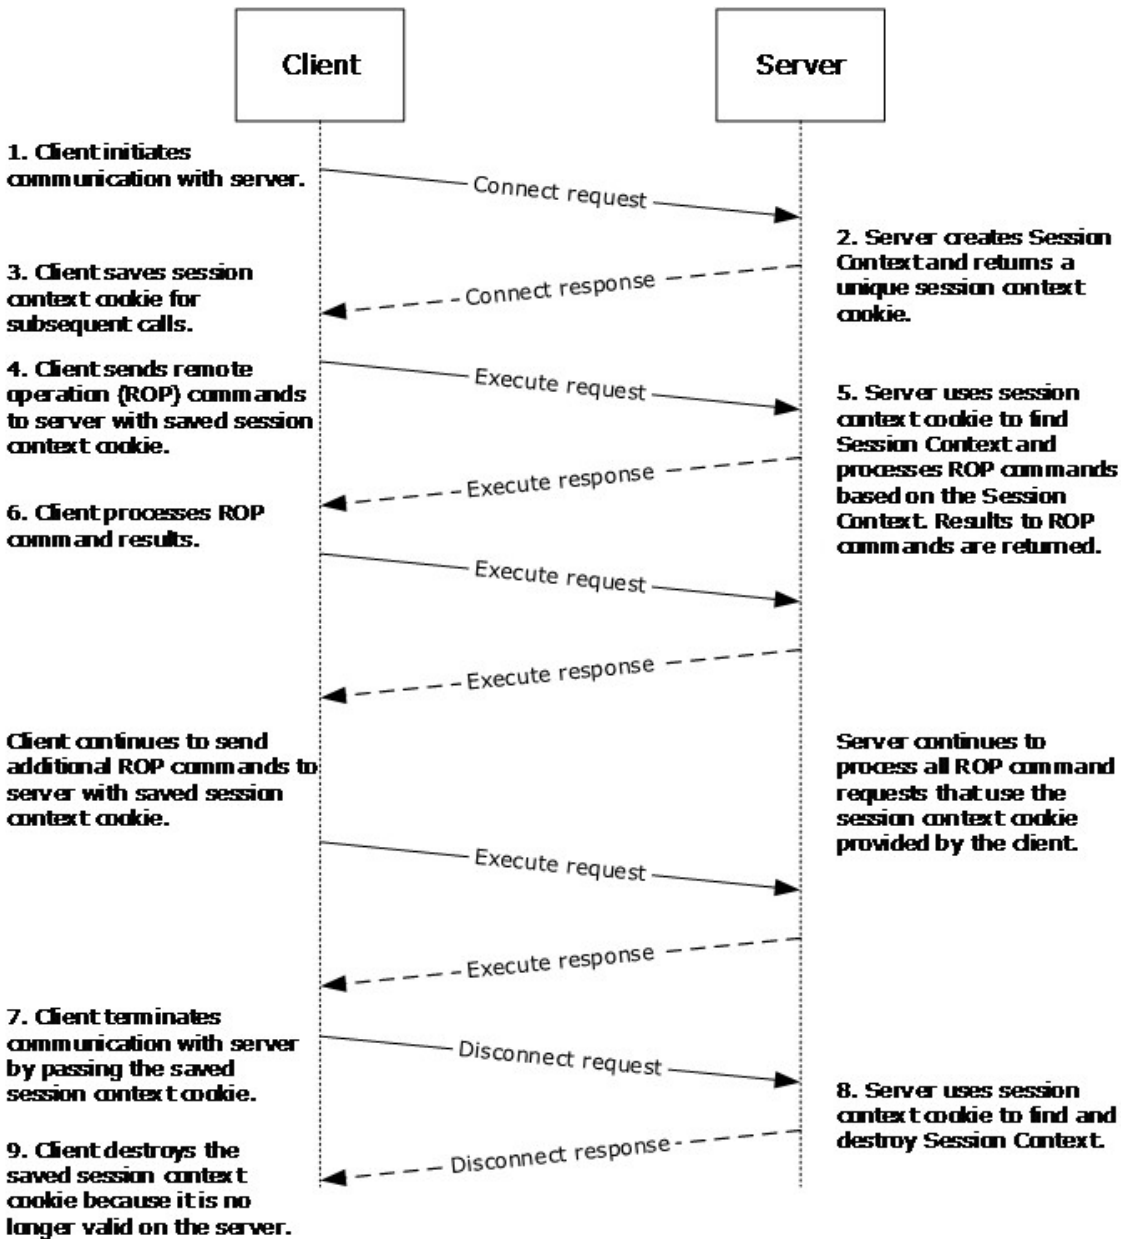 Client
Server
1. Client initiates
communication with server.
Connect request
2. Server creates Session
Context and returns a
unique session context
cookie.
3. Client saves session
context cookie for
subsequent calls.
Connect response
4. Client sends remote
operation (ROP) commands
to server with saved session
context cookie.
Execute request
5. Server uses session
context cookie to find
Session Context and
processes ROP commands
based on the Session
Context. Results to ROP
commands are returned.
Execute response
6. Client processes ROP
command results.
Execute request
Execute response
Client continues to send
additional ROP commands to
server with saved session
context cookie.
Server continues to
process all ROP command
requests that use the
session context cookie
provided by the client.
Execute request
Execute response
7. Client terminates
communication with server
by passing the saved
session context cookie.
Disconnect request
8. Server uses session
context cookie to find and
destroy Session Context.
Disconnect response
9. Client destroys the
saved session context
cookie because it is no
longer valid on the server.